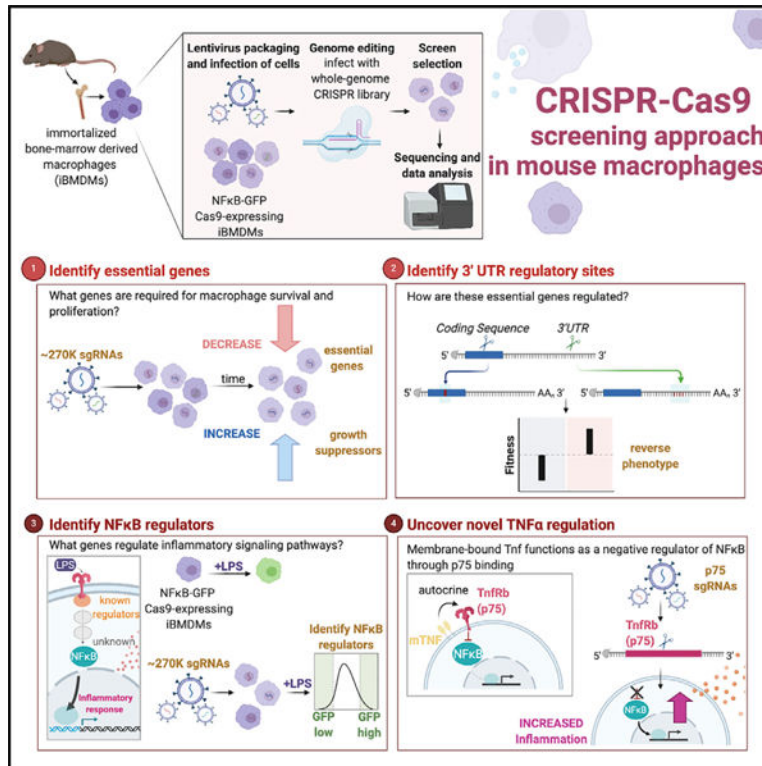 immortalized
bone-marrow derived
macrophages
(iBMDMs)
Lentivirus packaging
and infection of cells
NFκB-GFP
Cas9-expressing
iBMDMs
Genome editing
infect with
whole-genome
CRISPR library
Screen
selection
Sequencing and
data analysis
CRISPR-Cas9
screening approach
in mouse macrophages
1 Identify essential genes
What genes are required for macrophage survival and
proliferation?
~270K sgRNAs
time
DECREASE
essential
genes
INCREASE
growth
suppressors
2 Identify 3' UTR regulatory sites
How are these essential genes regulated?
Coding Sequence 3'UTR
5' 3'
5' AAn 3' 5' AAn 3'
Fitness
reverse
phenotype
3 Identify NFκB regulators
What genes regulate inflammatory signaling pathways?
LPS
known
regulators
unknown
NFκB
Inflammatory
response
+LPS
NFκB-GFP
Cas9-expressing
iBMDMs
~270K sgRNAs
+LPS
Identify NFκB
regulators
GFP
low
GFP
high
4 Uncover novel TNFα regulation
Membrane-bound Tnf functions as a negative regulator of NFκB
through p75 binding
autocrine
TnfRb
(p75)
mTNF
NFκB
p75
sgRNAs
TnfRb
(p75)
5' 3'
NFκB
INCREASED
Inflammation